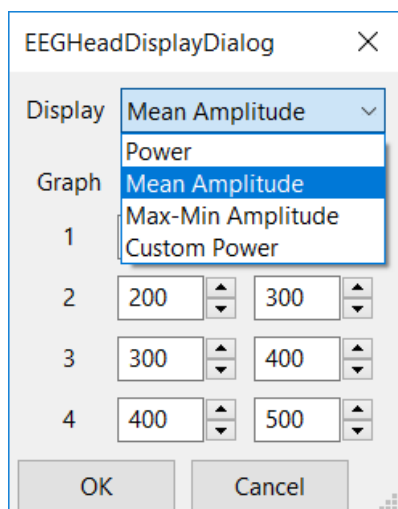 EEGHeadDisplayDialog
Display Mean Amplitude
Power
Graph Mean Amplitude
Max-Min Amplitude
1
Custom Power
2 200 300
3 300 400
4 400 500
OK Cancel